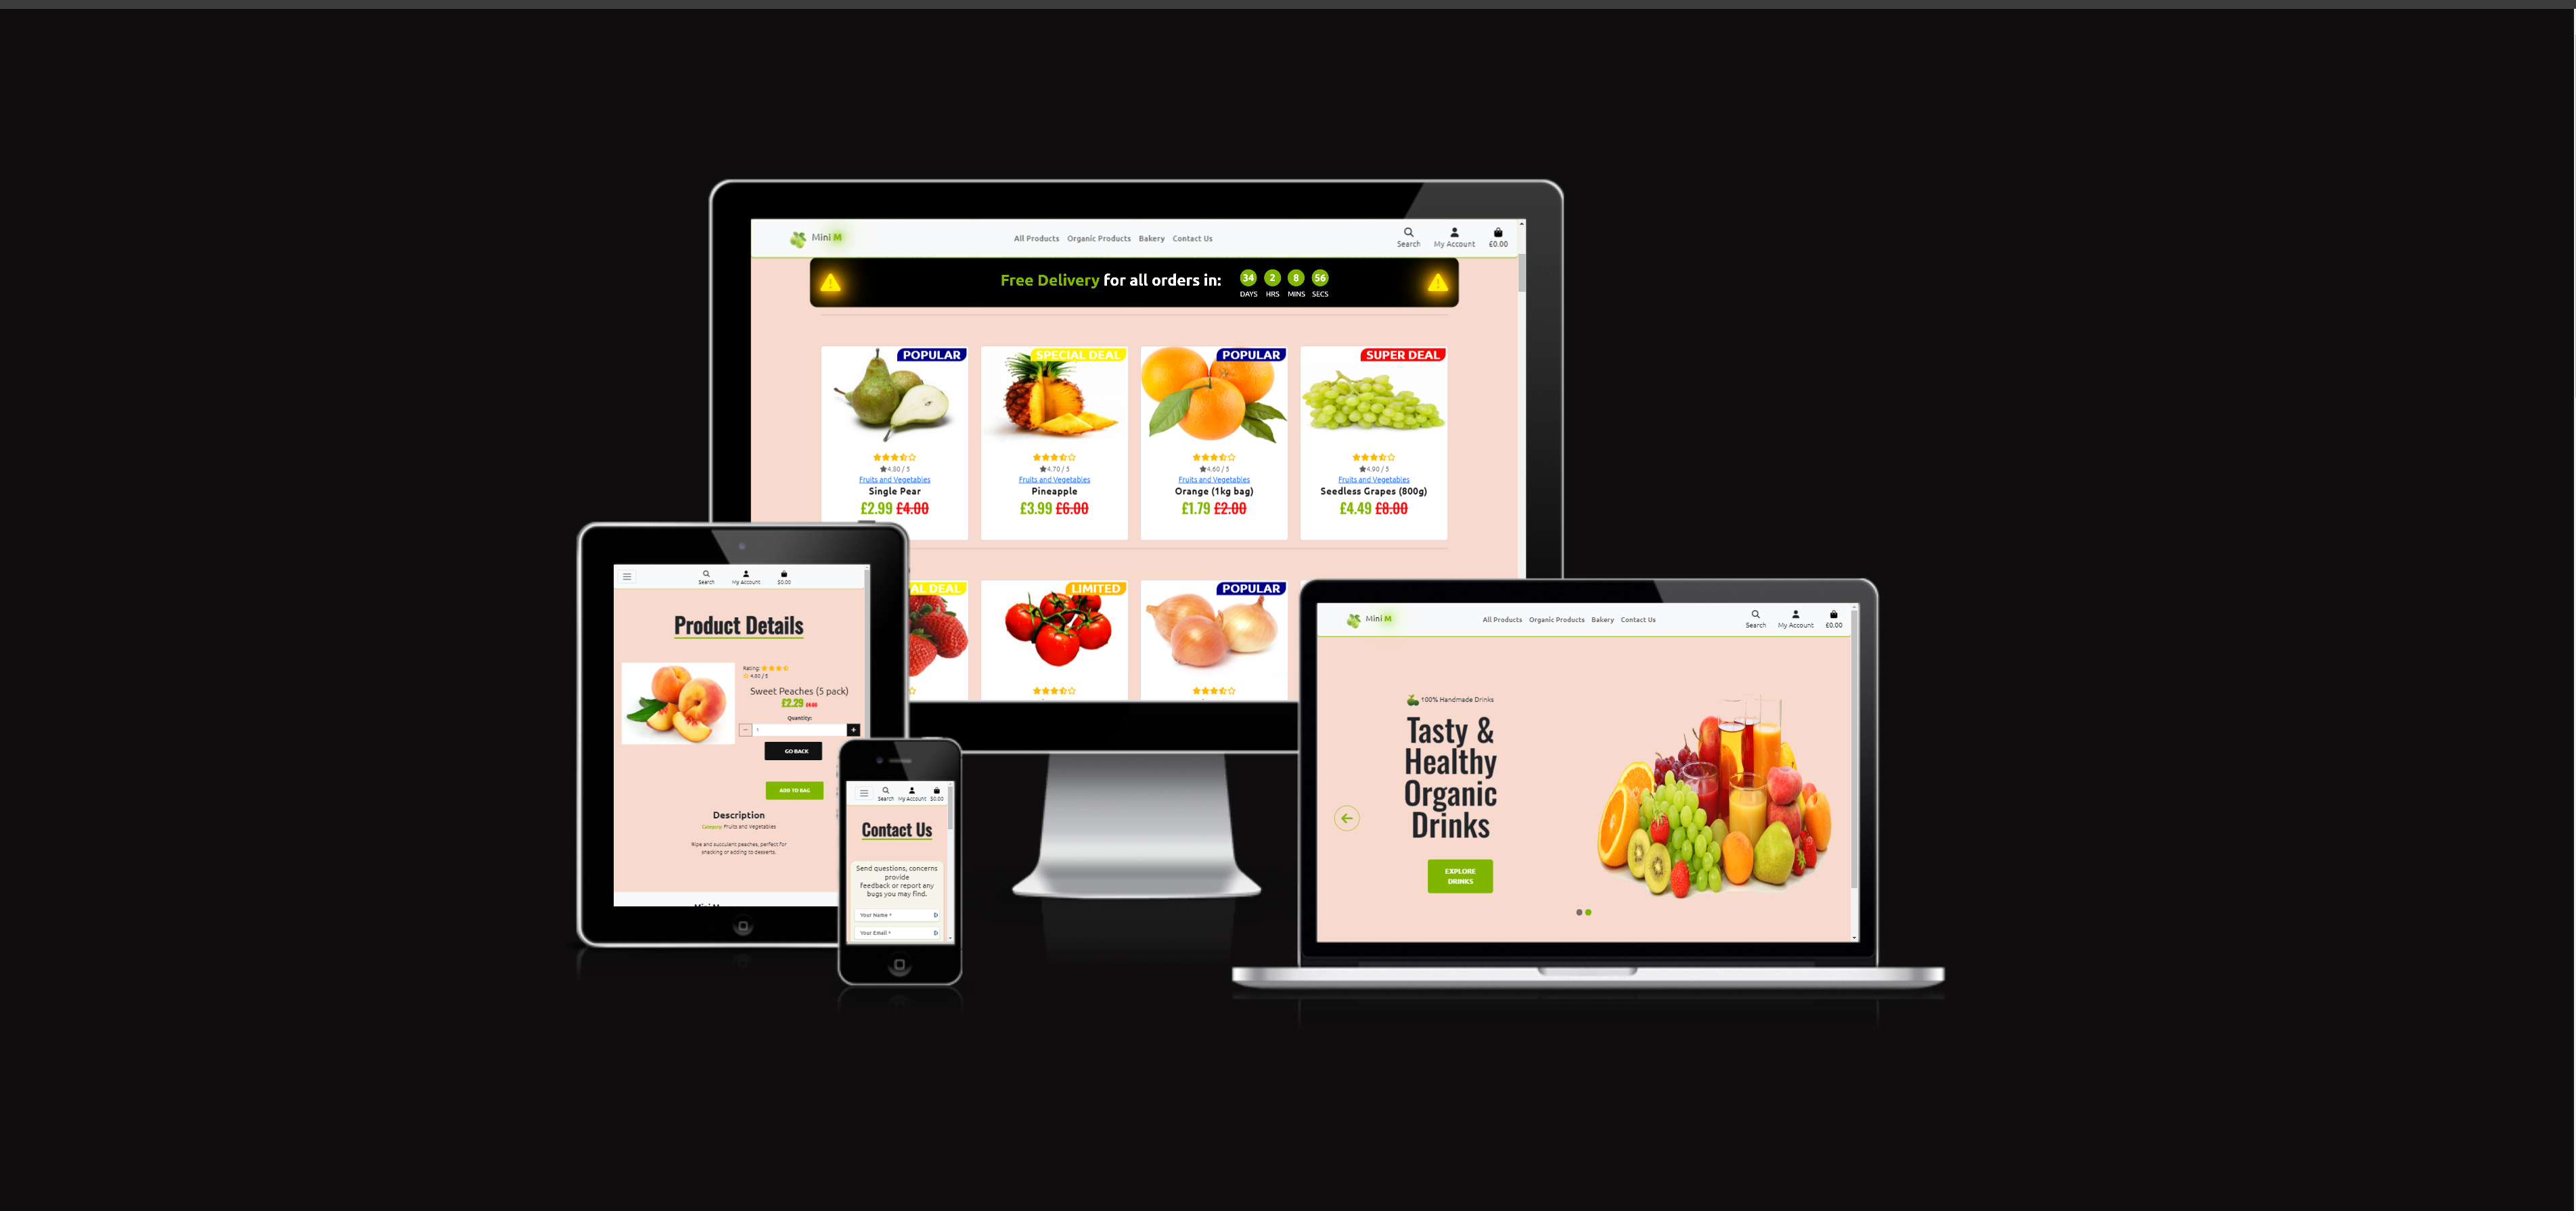 Mini M
All Products Organic Products Bakery Contact Us
Search My Account £0.00
Free Delivery for all orders in: 34 2 8 56
DAYS HRS MINS SECS
POPULAR SPECIAL DEAL POPULAR SUPER DEAL
4.80 / 5 4.70 / 5 4.60 / 5 4.90 / 5
Fruits and Vegetables Fruits and Vegetables Fruits and Vegetables Fruits and Vegetables
Single Pear Pineapple Orange (1kg bag) Seedless Grapes (800g)
£2.99 £4.00 £3.99 £6.00 £1.79 £2.00 £4.49 £8.00
AL DEAL LIMITED POPULAR
Search My Account $0.00
Product Details
Rating:
4.80 / 5
Sweet Peaches (5 pack)
£2.29
Quantity:
1
GO BACK
ADD TO BAG
Description
Category: Fruits and Vegetables
Ripe and succulent peaches, perfect for
snacking or adding to desserts.
Search My Account $0.00
Contact Us
Send questions, concerns
provide
feedback or report any
bugs you may find.
Your Name *
Your Email *
Mini M
All Products Organic Products Bakery Contact Us
Search My Account £0.00
100% Handmade Drinks
Tasty &
Healthy
Organic
Drinks
EXPLORE
DRINKS